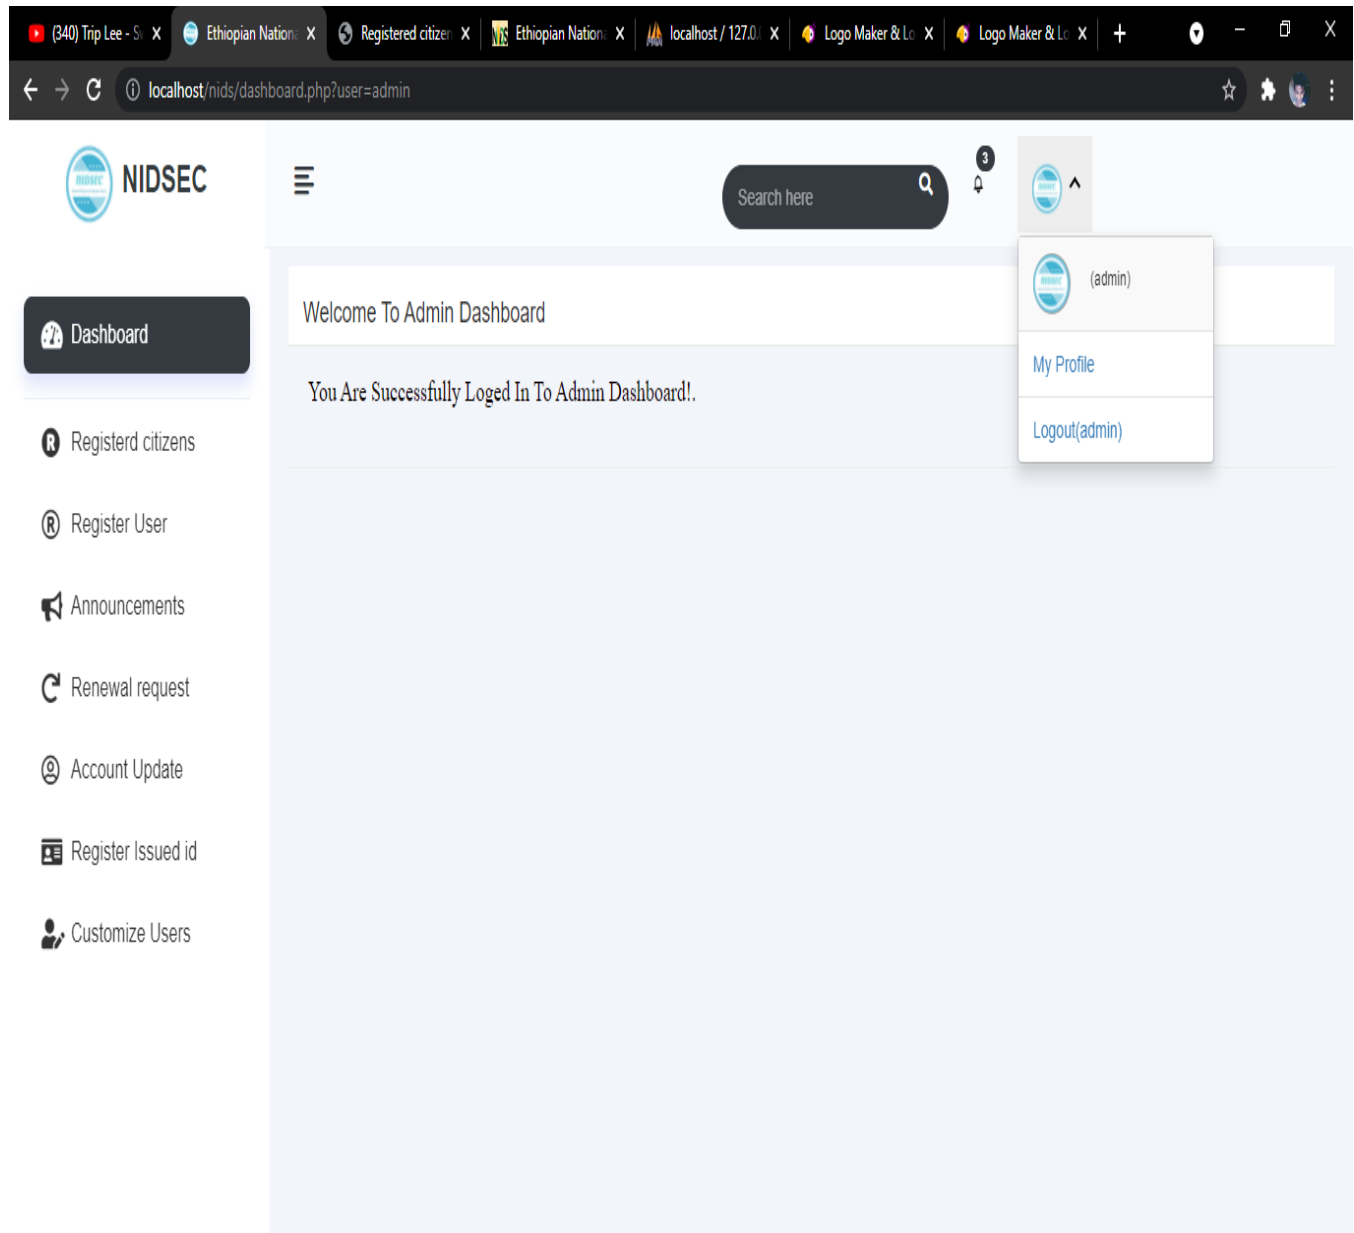 (340) Trip Lee - S
Ethiopian Nation
Registered citizen
Ethiopian Nation
localhost / 127.0.
Logo Maker & Lo
Logo Maker & Lo
localhost/nids/dashboard.php?user=admin
NIDSEC
Search here
3
NIDSEC
(admin)
My Profile
Logout(admin)
Welcome To Admin Dashboard
You Are Successfully Loged In To Admin Dashboard!.
Dashboard
Registerd citizens
Register User
Announcements
Renewal request
Account Update
Register Issued id
Customize Users